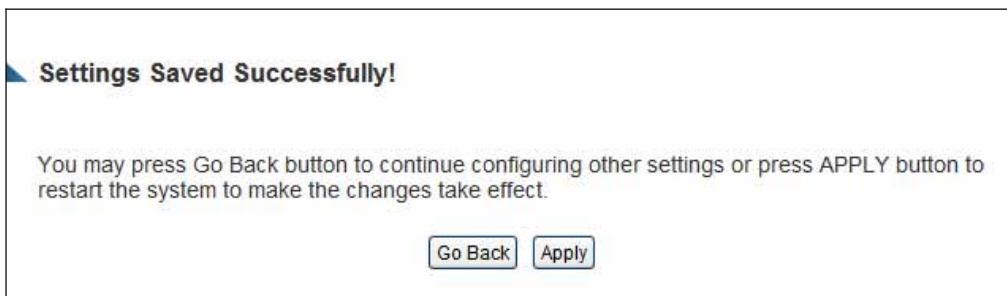 Settings Saved Successfully!
You may press Go Back button to continue configuring other settings or press APPLY button to
restart the system to make the changes take effect.
Go Back Apply